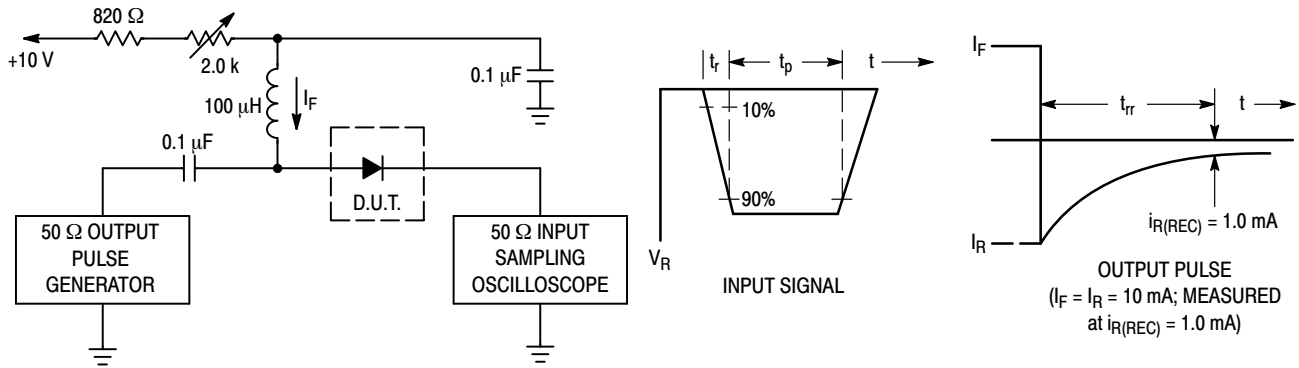 820 Ω
+10 V
2.0 k
100 µH
I_F
0.1 µF
0.1 µF
D.U.T.
50 Ω OUTPUT
PULSE
GENERATOR
50 Ω INPUT
SAMPLING
OSCILLOSCOPE
t_r
t_p
t
10%
90%
V_R
INPUT SIGNAL
I_F
t_rr
t
I_R
i_R(REC) = 1.0 mA
OUTPUT PULSE
(I_F = I_R = 10 mA; MEASURED
at i_R(REC) = 1.0 mA)